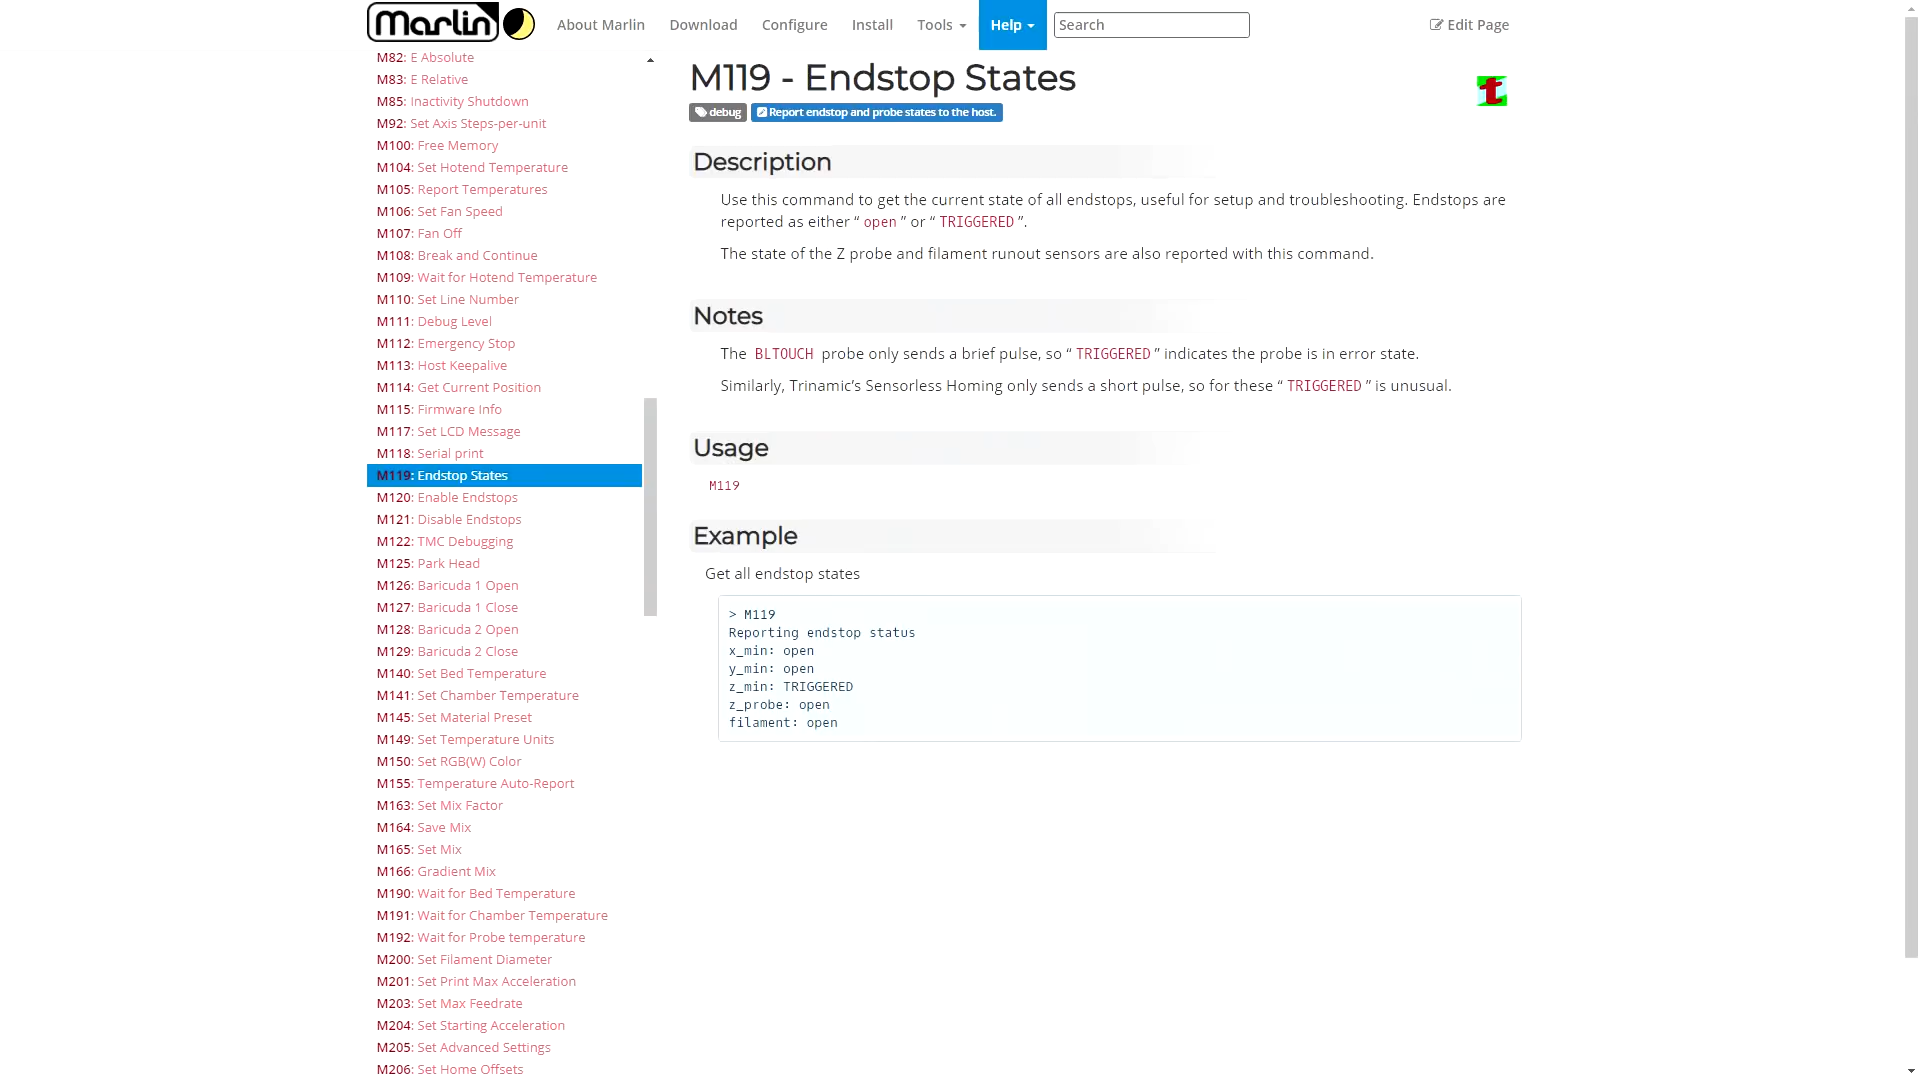 Marlin
About Marlin
Download
Configure
Install
Tools
Help
Search
Edit Page
M82: E Absolute
M83: E Relative
M85: Inactivity Shutdown
M92: Set Axis Steps-per-unit
M100: Free Memory
M104: Set Hotend Temperature
M105: Report Temperatures
M106: Set Fan Speed
M107: Fan Off
M108: Break and Continue
M109: Wait for Hotend Temperature
M110: Set Line Number
M111: Debug Level
M112: Emergency Stop
M113: Host Keepalive
M114: Get Current Position
M115: Firmware Info
M117: Set LCD Message
M118: Serial print
M119: Endstop States
M120: Enable Endstops
M121: Disable Endstops
M122: TMC Debugging
M125: Park Head
M126: Baricuda 1 Open
M127: Baricuda 1 Close
M128: Baricuda 2 Open
M129: Baricuda 2 Close
M140: Set Bed Temperature
M141: Set Chamber Temperature
M145: Set Material Preset
M149: Set Temperature Units
M150: Set RGB(W) Color
M155: Temperature Auto-Report
M163: Set Mix Factor
M164: Save Mix
M165: Set Mix
M166: Gradient Mix
M190: Wait for Bed Temperature
M191: Wait for Chamber Temperature
M192: Wait for Probe temperature
M200: Set Filament Diameter
M201: Set Print Max Acceleration
M203: Set Max Feedrate
M204: Set Starting Acceleration
M205: Set Advanced Settings
M206: Set Home Offsets
M119 - Endstop States
t
debug
Report endstop and probe states to the host.
Description
Use this command to get the current state of all endstops, useful for setup and troubleshooting. Endstops are
reported as either “ open ” or “ TRIGGERED ”.
The state of the Z probe and filament runout sensors are also reported with this command.
Notes
The BLTOUCH probe only sends a brief pulse, so “ TRIGGERED ” indicates the probe is in error state.
Similarly, Trinamic’s Sensorless Homing only sends a short pulse, so for these “ TRIGGERED ” is unusual.
Usage
M119
Example
Get all endstop states
> M119
Reporting endstop status
x_min: open
y_min: open
z_min: TRIGGERED
z_probe: open
filament: open